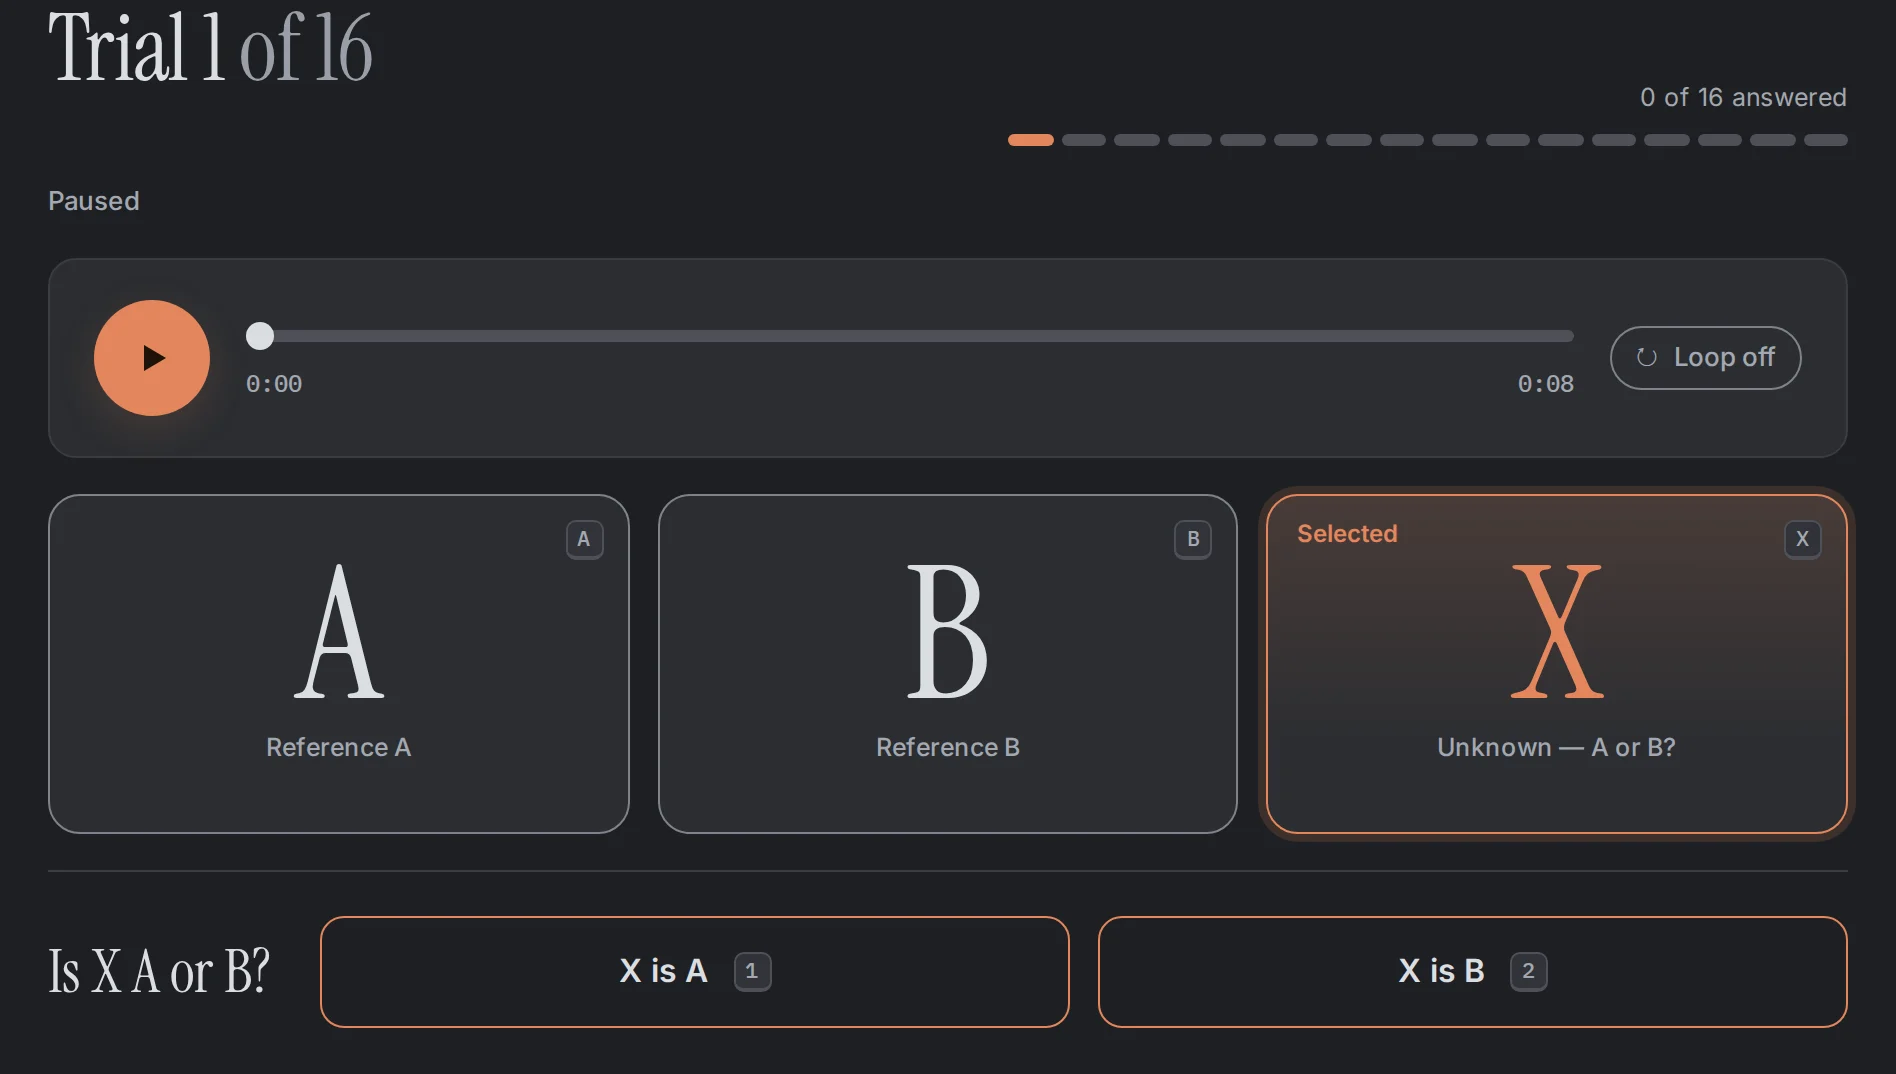 Trial 1 of 16
0 of 16 answered
Paused
0:00
0:08
Loop off
A
A
Reference A
B
B
Reference B
Selected
X
X
Unknown — A or B?
Is X A or B?
X is A 1
X is B 2